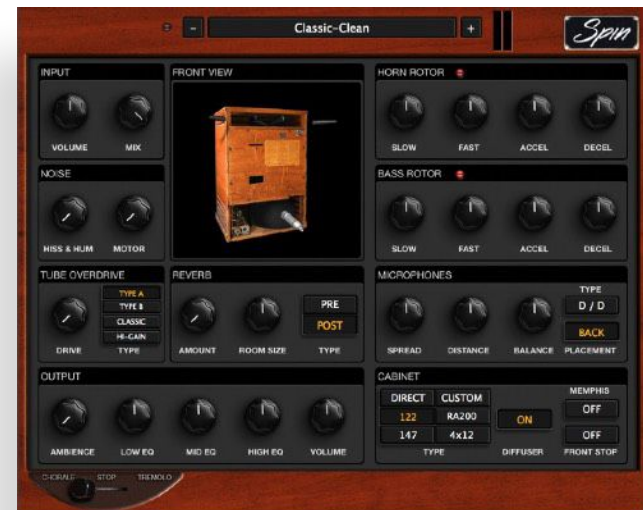 - Classic-Clean +
Spin
INPUT
VOLUME MIX
FRONT VIEW
HORN ROTOR
SLOW FAST ACCEL DECEL
NOISE
HISS & HUM MOTOR
BASS ROTOR
SLOW FAST ACCEL DECEL
TUBE OVERDRIVE
TYPE A
TYPE B
CLASSIC
HI-GAIN
DRIVE TYPE
REVERB
PRE
POST
AMOUNT ROOM SIZE TYPE
MICROPHONES
TYPE
D / D
BACK
SPREAD DISTANCE BALANCE PLACEMENT
OUTPUT
AMBIENCE LOW EQ MID EQ HIGH EQ VOLUME
CABINET
DIRECT CUSTOM
122 RA200
147 4x12
TYPE
ON
DIFFUSER
MEMPHIS
OFF
OFF
FRONT STOP
CHORALE STOP TREMOLO